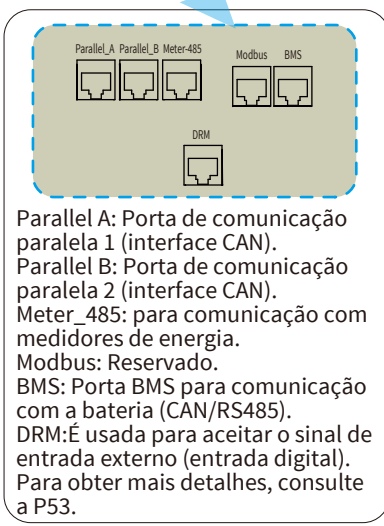 Parallel_A Parallel_B Meter-485 Modbus BMS
DRM
Parallel A: Porta de comunicação
paralela 1 (interface CAN).
Parallel B: Porta de comunicação
paralela 2 (interface CAN).
Meter_485: para comunicação com
medidores de energia.
Modbus: Reservado.
BMS: Porta BMS para comunicação
com a bateria (CAN/RS485).
DRM:É usada para aceitar o sinal de
entrada externo (entrada digital).
Para obter mais detalhes, consulte
a P53.